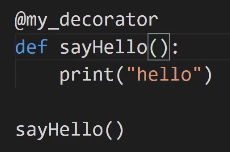 @my_decorator
def sayHello():
    print("hello")

sayHello()